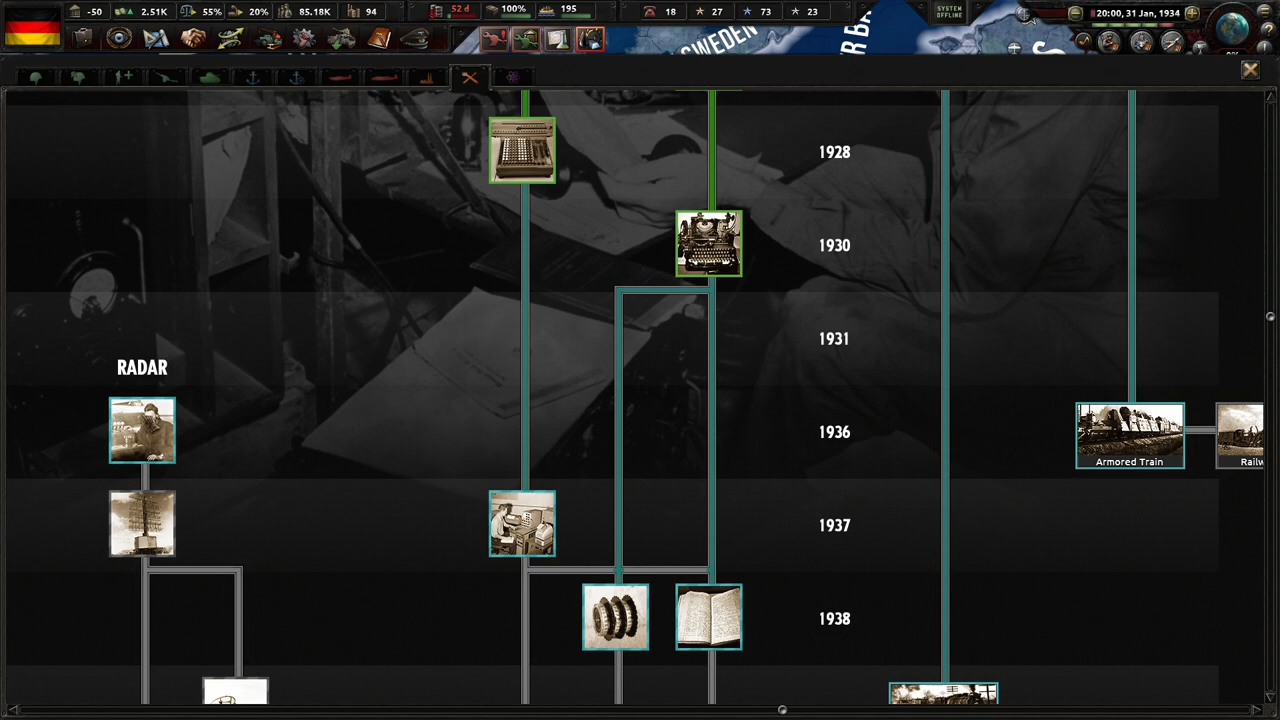 -50
2.51K
55%
20%
85.18K
94
52 d
100%
195
18
27
73
23
SYSTEM
OFFLINE
20:00, 31 Jan, 1934
SWEDEN
1928
1930
1931
RADAR
1936
Armored Train
Railw
1937
1938